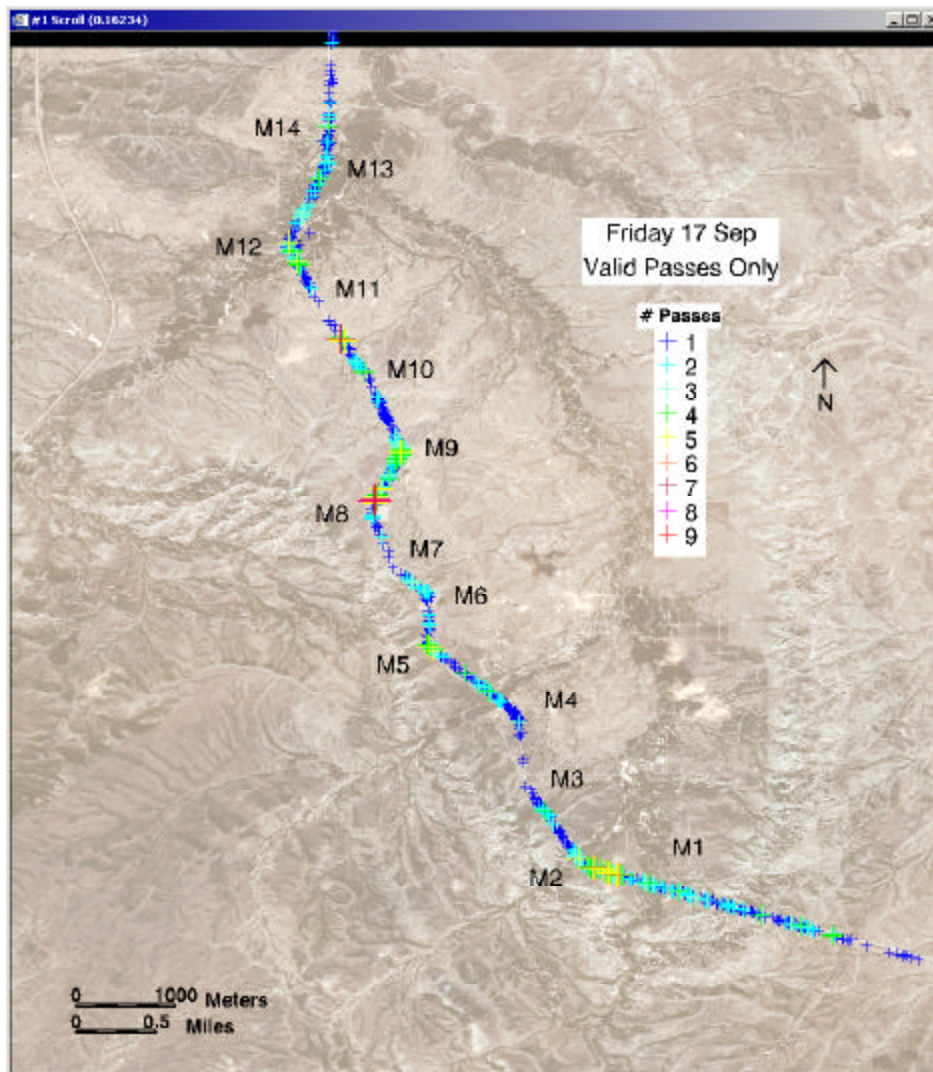 #1 Scroll (0.16234)
M14
M13
Friday 17 Sep
Valid Passes Only
M12
M11
# Passes
1
2
3
4
5
6
7
8
9
N
M10
M9
M8
M7
M6
M5
M4
M3
M1
M2
0 1000 Meters
0 0.5 Miles